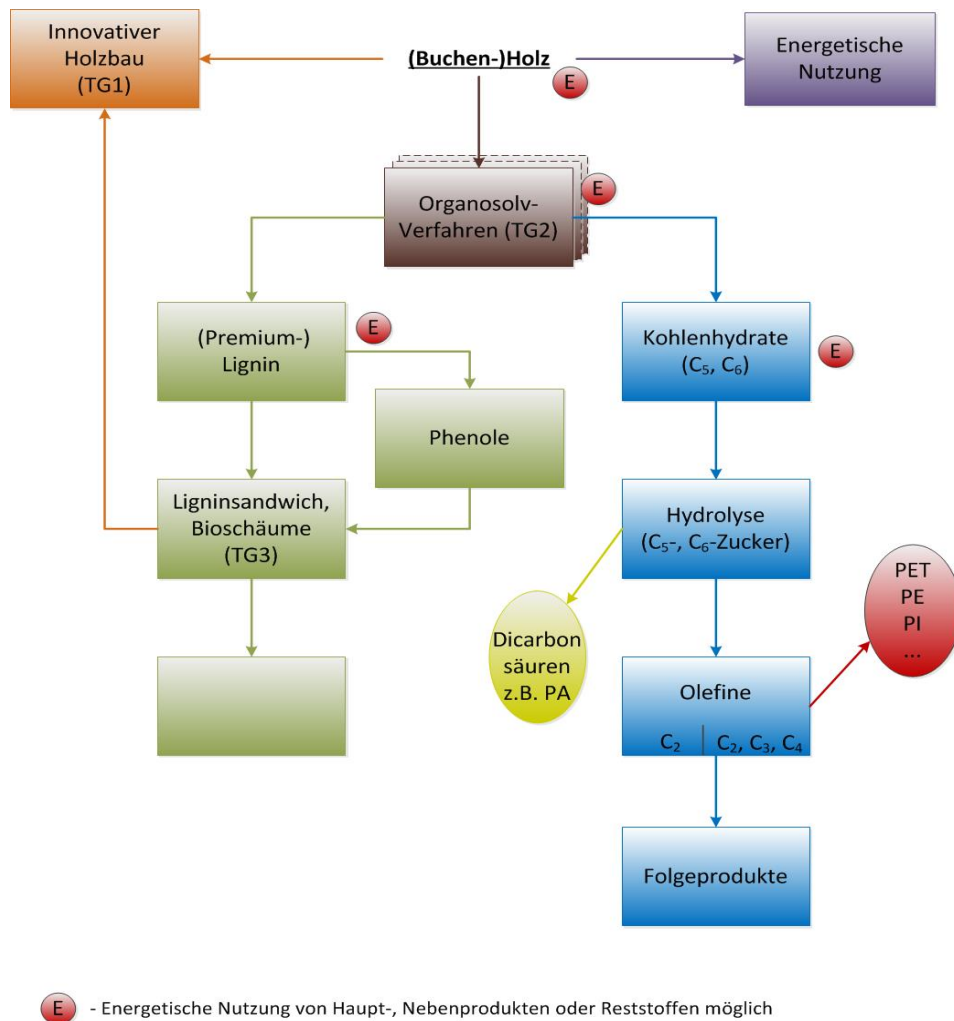 Innovativer
Holzbau
(TG1)
(Buchen-)Holz
E
Energetische
Nutzung
Organosolv-
Verfahren (TG2)
E
(Premium-)
Lignin
E
Kohlenhydrate
(C₅, C₆)
E
Phenole
Ligninsandwich,
Bioschäume
(TG3)
Hydrolyse
(C₅-, C₆-Zucker)
PET
PE
PI
...
Dicarbon
säuren
z.B. PA
Olefine
C₂ | C₂, C₃, C₄
Folgeprodukte
E - Energetische Nutzung von Haupt-, Nebenprodukten oder Reststoffen möglich